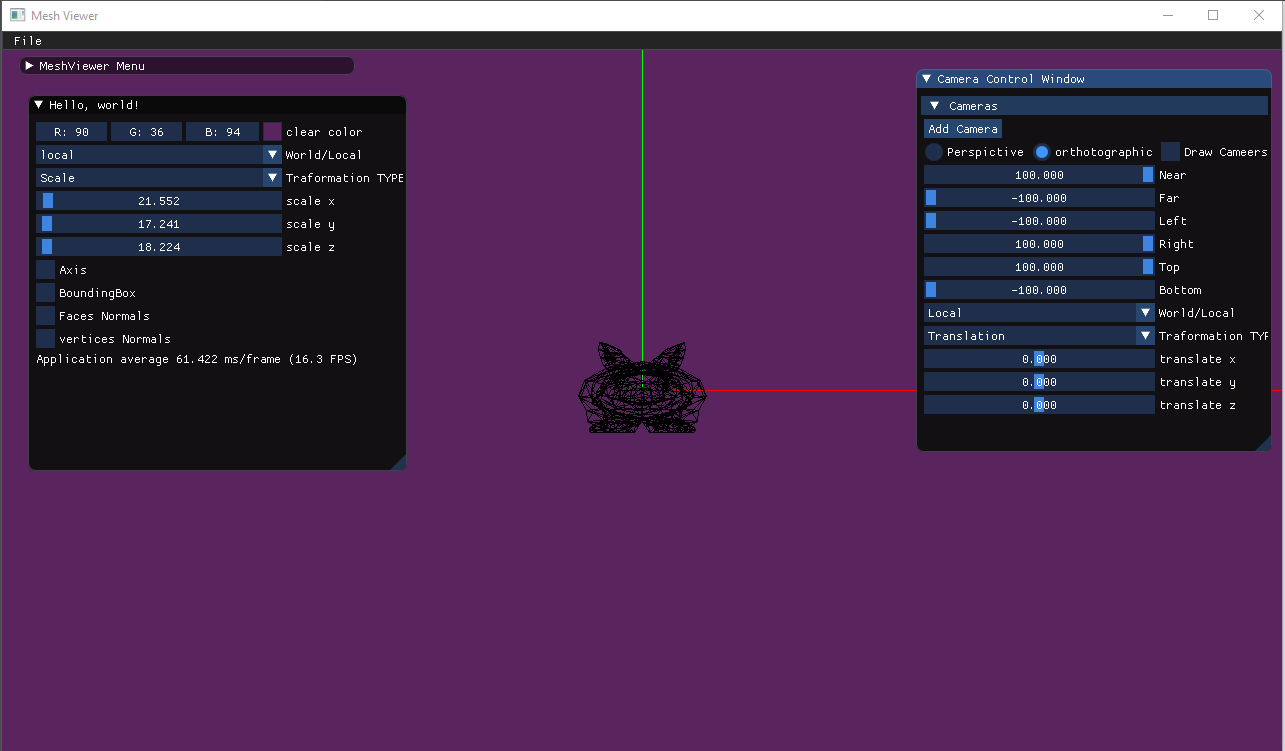 Mesh Viewer
File
MeshViewer Menu
Hello, world!
R: 90 G: 36 B: 94 clear color
local World/Local
Scale Traformation TYPE
21.552 scale x
17.241 scale y
18.224 scale z
Axis
BoundingBox
Faces Normals
vertices Normals
Application average 61.422 ms/frame (16.3 FPS)
Camera Control Window
Cameras
Add Camera
Perspictive orthotographic Draw Cameers
100.000 Near
-100.000 Far
-100.000 Left
100.000 Right
100.000 Top
-100.000 Bottom
Local World/Local
Translation Traformation TYP
0.000 translate x
0.000 translate y
0.000 translate z